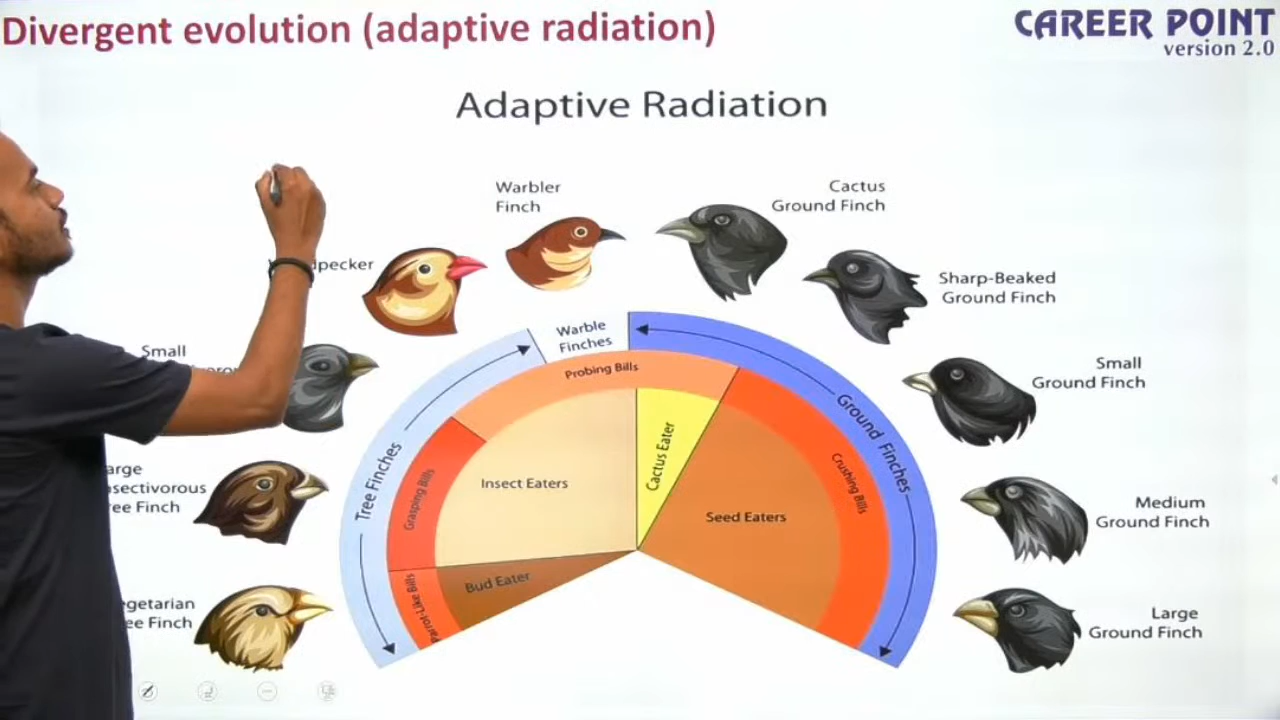 Divergent evolution (adaptive radiation)
CAREER POINT
version 2.0
Adaptive Radiation
Warbler
Finch
Cactus
Ground Finch
Sharp-Beaked
Ground Finch
Small
Ground Finch
Medium
Ground Finch
Large
Ground Finch
Small
Warble
Finches
Probing Bills
Ground Finches
Tree Finches
Grasping Bills
Insect Eaters
Cactus Eater
Crushing Bills
Seed Eaters
Parrot-Like Bills
Bud Eater